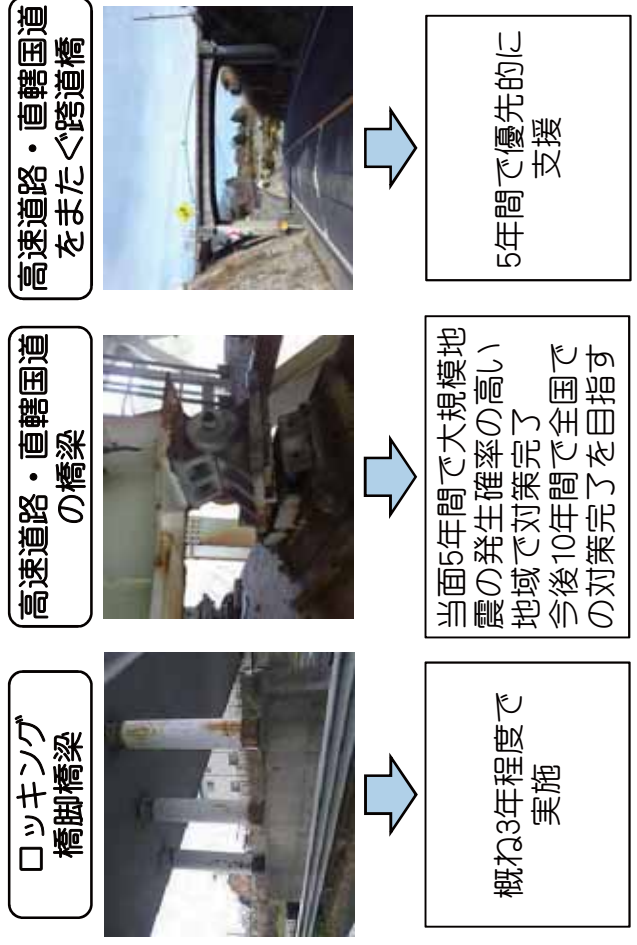 ロッキング
橋脚橋梁
概ね3年程度で
実施
高速道路・直轄国道
の橋梁
当面5年間で大規模地
震の発生確率の高い
地域で対策完了
今後10年間で全国で
の対策完了を目指す
高速道路・直轄国道
をまたぐ跨道橋
5年間で優先的に
支援